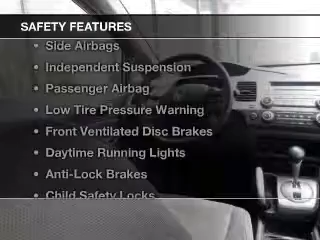 SAFETY FEATURES
• Side Airbags
• Independent Suspension
• Passenger Airbag
• Low Tire Pressure Warning
• Front Ventilated Disc Brakes
• Daytime Running Lights
• Anti-Lock Brakes
• Child Safety Locks